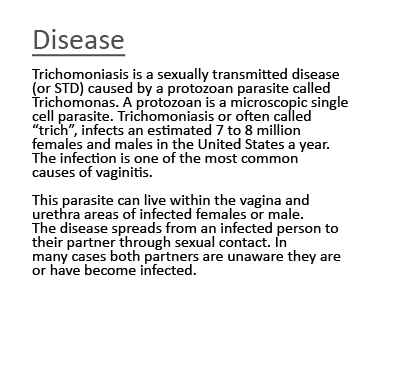 Disease
Trichomoniasis is a sexually transmitted disease
(or STD) caused by a protozoan parasite called
Trichomonas. A protozoan is a microscopic single
cell parasite. Trichomoniasis or often called
“trich”, infects an estimated 7 to 8 million
females and males in the United States a year.
The infection is one of the most common
causes of vaginitis.
This parasite can live within the vagina and
urethra areas of infected females or male.
The disease spreads from an infected person to
their partner through sexual contact. In
many cases both partners are unaware they are
or have become infected.